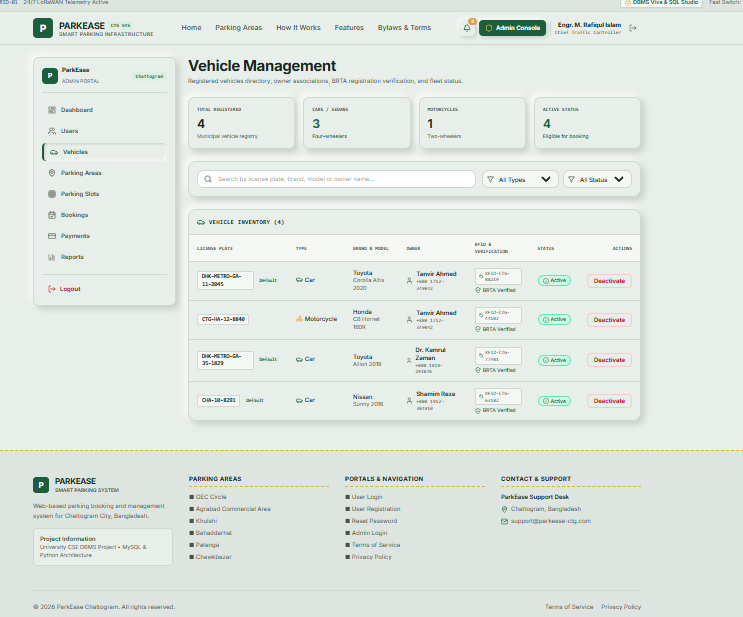 RFID-01 24/7 LoRaWAN Telemetry Active
DBMS Viva & SQL Studio
Fast Switch:
P
PARKEASE CTG SYS
SMART PARKING INFRASTRUCTURE
Home
Parking Areas
How It Works
Features
Bylaws & Terms
Admin Console
Engr. M. Rafiqul Islam
Chief Traffic Controller
P
ParkEase
ADMIN PORTAL
Chattogram
Dashboard
Users
Vehicles
Parking Areas
Parking Slots
Bookings
Payments
Reports
Logout
Vehicle Management
Registered vehicles directory, owner associations, BRTA registration verification, and fleet status.
TOTAL REGISTERED
4
Municipal vehicle registry
CARS / SEDANS
3
Four-wheelers
MOTORCYCLES
1
Two-wheelers
ACTIVE STATUS
4
Eligible for booking
Search by license plate, brand, model or owner name...
All Types
All Status
VEHICLE INVENTORY (4)
LICENSE PLATE
TYPE
BRAND & MODEL
OWNER
RFID &
VERIFICATION
STATUS
ACTIONS
DHK-METRO-GA-
11-2045
Default
Car
Toyota
Corolla Altis
2020
Tanvir Ahmed
+880 1712-
BRTA Verified
Active
Deactivate
CTG-HA-12-8840
Motorcycle
Honda
CB Hornet
160R
Tanvir Ahmed
+880 1712-
BRTA Verified
Active
Deactivate
DHK-METRO-GA-
35-1829
Default
Car
Toyota
Allion 2019
Dr. Kamrul
Zaman
+880 1819-
BRTA Verified
Active
Deactivate
CHA-10-8291
Default
Car
Nissan
Sunny 2016
Shamim Reza
+880 1912-
BRTA Verified
Active
Deactivate
P
PARKEASE
SMART PARKING SYSTEM
Web-based parking booking and management
system for Chattogram City, Bangladesh.
Project Information
University CSE DBMS Project • MySQL &
Python Architecture
PARKING AREAS
GEC Circle
Agrabad Commercial Area
Khulshi
Bahaddarhat
Patenga
Chawkbazar
PORTALS & NAVIGATION
User Login
User Registration
Reset Password
Admin Login
Terms of Service
Privacy Policy
CONTACT & SUPPORT
ParkEase Support Desk
Chattogram, Bangladesh
support@parkease-ctg.com
© 2026 ParkEase Chattogram. All rights reserved.
Terms of Service
Privacy Policy